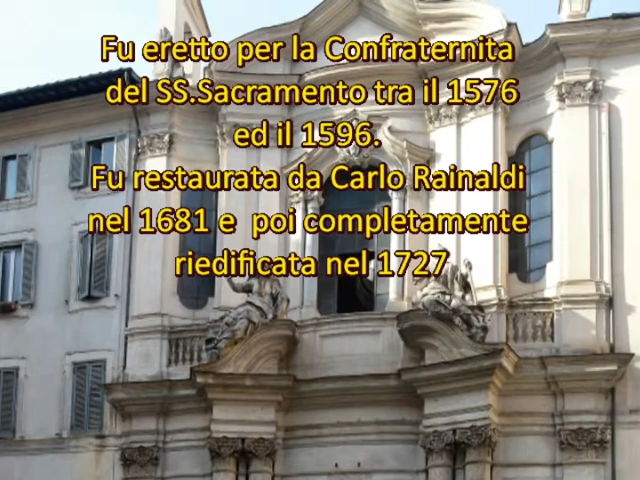 Fu eretto per la Confraternita
del SS.Sacramento tra il 1576
ed il 1596.
Fu restaurata da Carlo Rainaldi
nel 1681 e  poi completamente
riedificata nel 1727